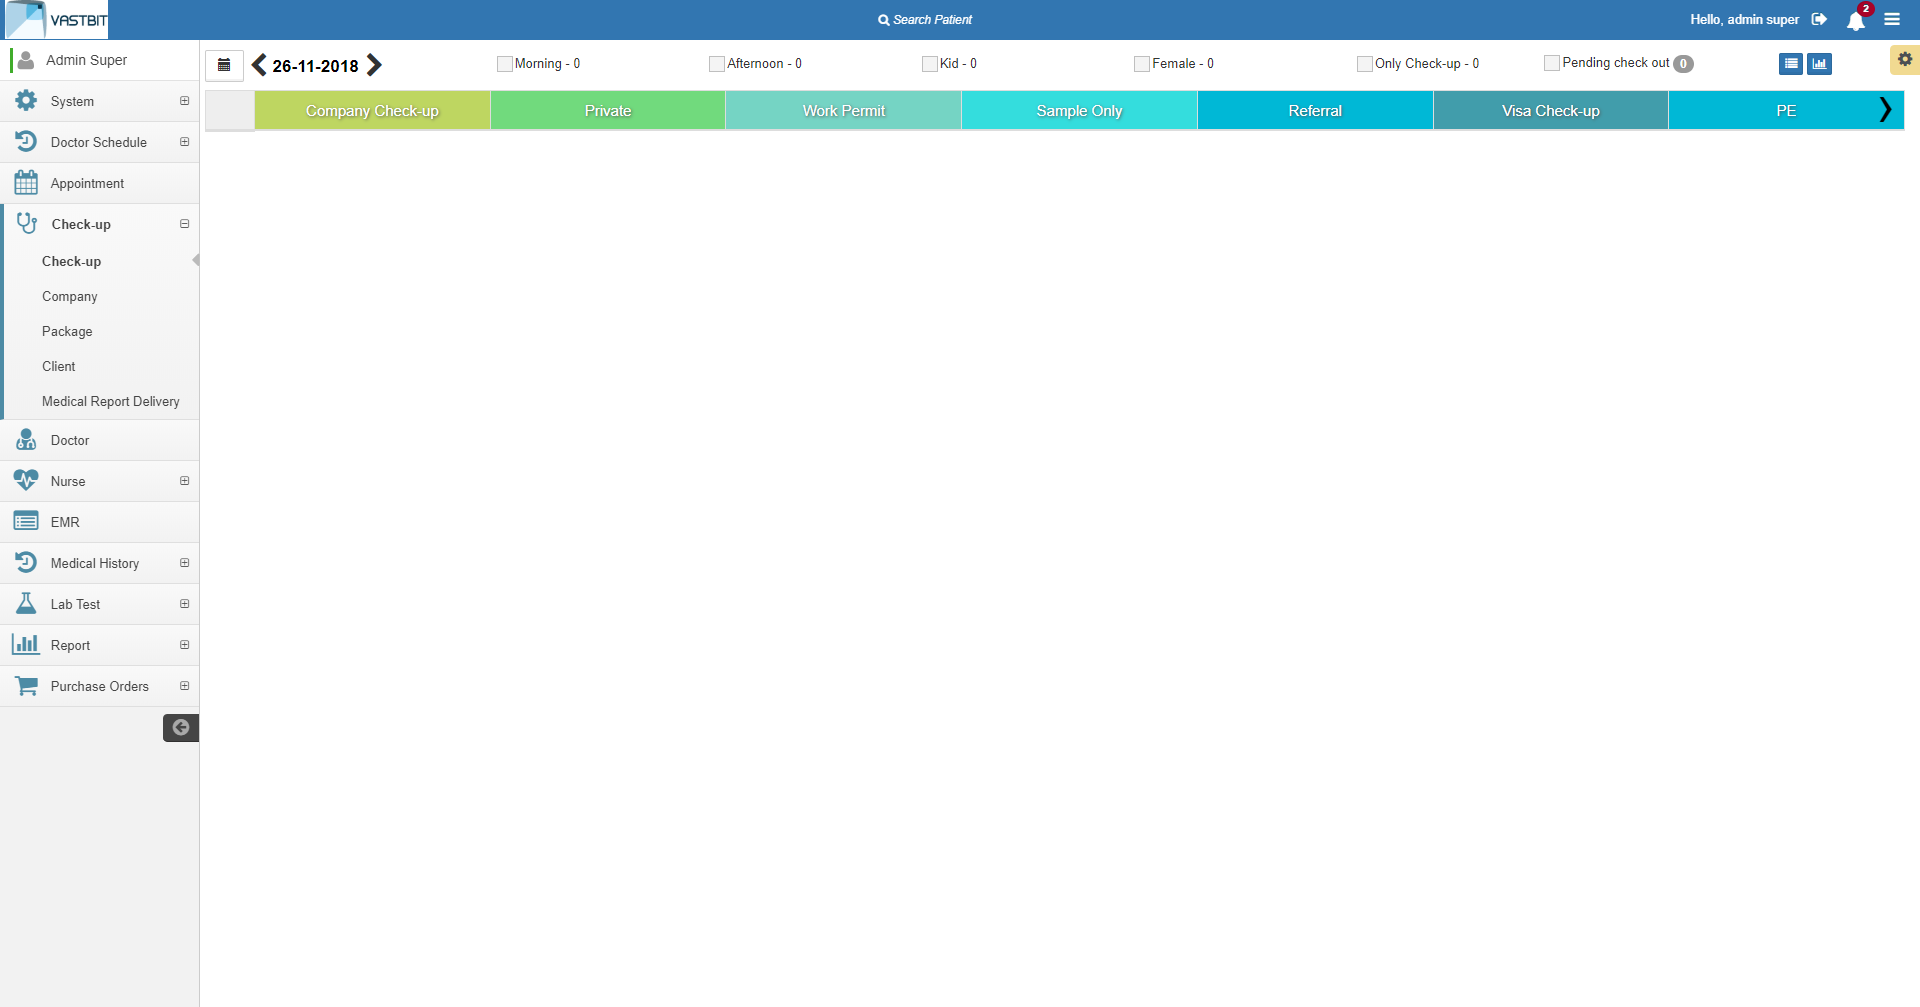 VASTBIT
Search Patient
Hello, admin super
2
Admin Super
26-11-2018
Morning - 0
Afternoon - 0
Kid - 0
Female - 0
Only Check-up - 0
Pending check out 0
Company Check-up
Private
Work Permit
Sample Only
Referral
Visa Check-up
PE
System
Doctor Schedule
Appointment
Check-up
Check-up
Company
Package
Client
Medical Report Delivery
Doctor
Nurse
EMR
Medical History
Lab Test
Report
Purchase Orders